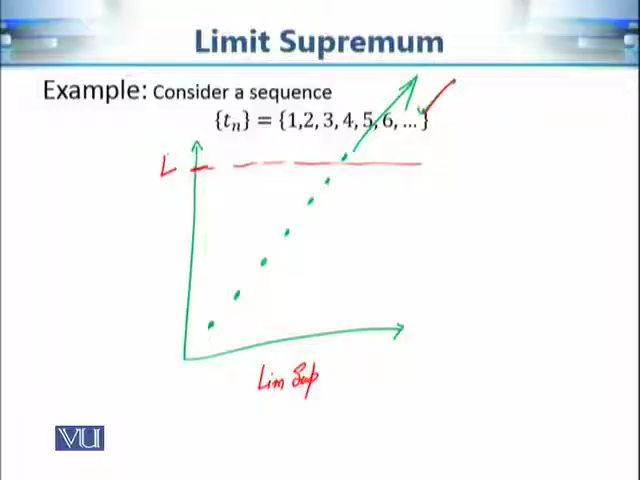 Limit Supremum
Example: Consider a sequence
{tₙ} = {1,2, 3, 4, 5, 6, ... }
L
Lim Sup
VU